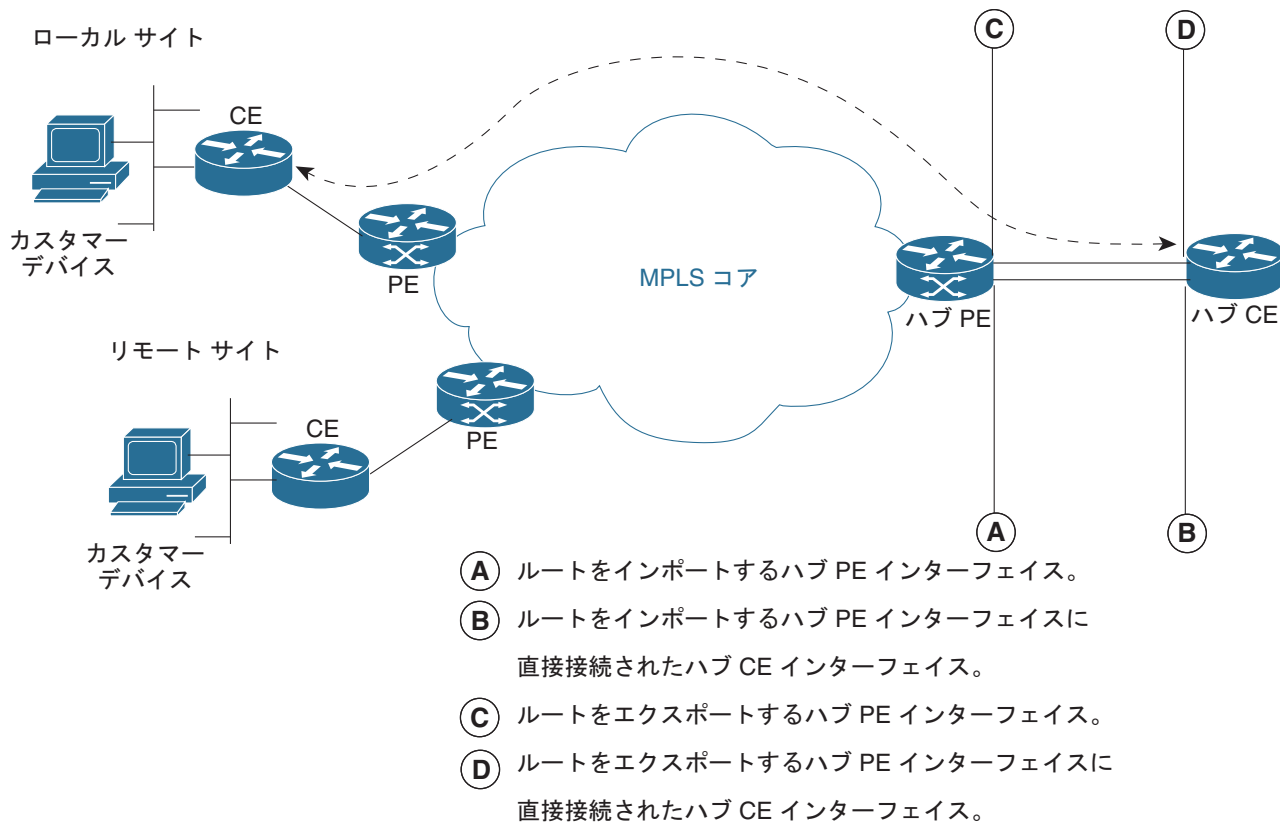 ローカル サイト
C
D
CE
カスタマー
デバイス
PE
MPLS コア
ハブ PE
ハブ CE
リモート サイト
CE
PE
カスタマー
デバイス
A
B
A ルートをインポートするハブ PE インターフェイス。
B ルートをインポートするハブ PE インターフェイスに
直接接続されたハブ CE インターフェイス。
C ルートをエクスポートするハブ PE インターフェイス。
D ルートをエクスポートするハブ PE インターフェイスに
直接接続されたハブ CE インターフェイス。